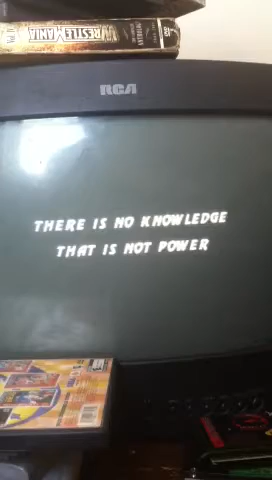 WRESTLEMANIA
RCA
THERE IS NO KNOWLEDGE
THAT IS NOT POWER